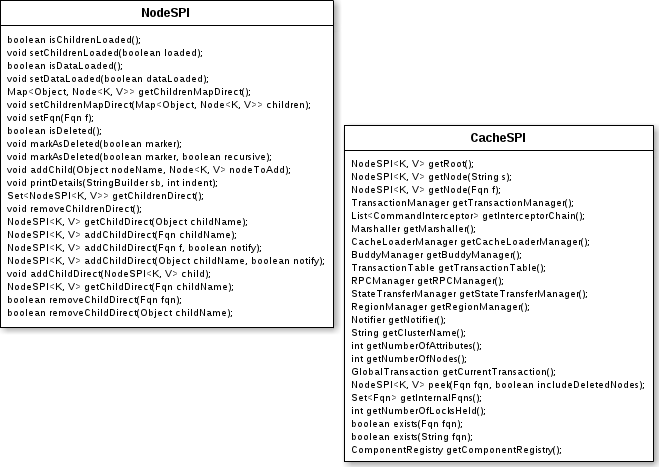 NodeSPI
boolean isChildrenLoaded();
void setChildrenLoaded(boolean loaded);
boolean isDataLoaded();
void setDataLoaded(boolean dataLoaded);
Map<Object, Node<K, V>> getChildrenMapDirect();
void setChildrenMapDirect(Map<Object, Node<K, V>> children);
void setFqn(Fqn f);
boolean isDeleted();
void markAsDeleted(boolean marker);
void markAsDeleted(boolean marker, boolean recursive);
void addChild(Object nodeName, Node<K, V> nodeToAdd);
void printDetails(StringBuilder sb, int indent);
Set<NodeSPI<K, V>> getChildrenDirect();
void removeChildrenDirect();
NodeSPI<K, V> getChildDirect(Object childName);
NodeSPI<K, V> addChildDirect(Fqn childName);
NodeSPI<K, V> addChildDirect(Fqn f, boolean notify);
NodeSPI<K, V> addChildDirect(Object childName, boolean notify);
void addChildDirect(NodeSPI<K, V> child);
NodeSPI<K, V> getChildDirect(Fqn childName);
boolean removeChildDirect(Fqn fqn);
boolean removeChildDirect(Object childName);
CacheSPI
NodeSPI<K, V> getRoot();
NodeSPI<K, V> getNode(String s);
NodeSPI<K, V> getNode(Fqn f);
TransactionManager getTransactionManager();
List<CommandInterceptor> getInterceptorChain();
Marshaller getMarshaller();
CacheLoaderManager getCacheLoaderManager();
BuddyManager getBuddyManager();
TransactionTable getTransactionTable();
RPCManager getRPCManager();
StateTransferManager getStateTransferManager();
RegionManager getRegionManager();
Notifier getNotifier();
String getClusterName();
int getNumberOfAttributes();
int getNumberOfNodes();
GlobalTransaction getCurrentTransaction();
NodeSPI<K, V> peek(Fqn fqn, boolean includeDeletedNodes);
Set<Fqn> getInternalFqns();
int getNumberOfLocksHeld();
boolean exists(Fqn fqn);
boolean exists(String fqn);
ComponentRegistry getComponentRegistry();